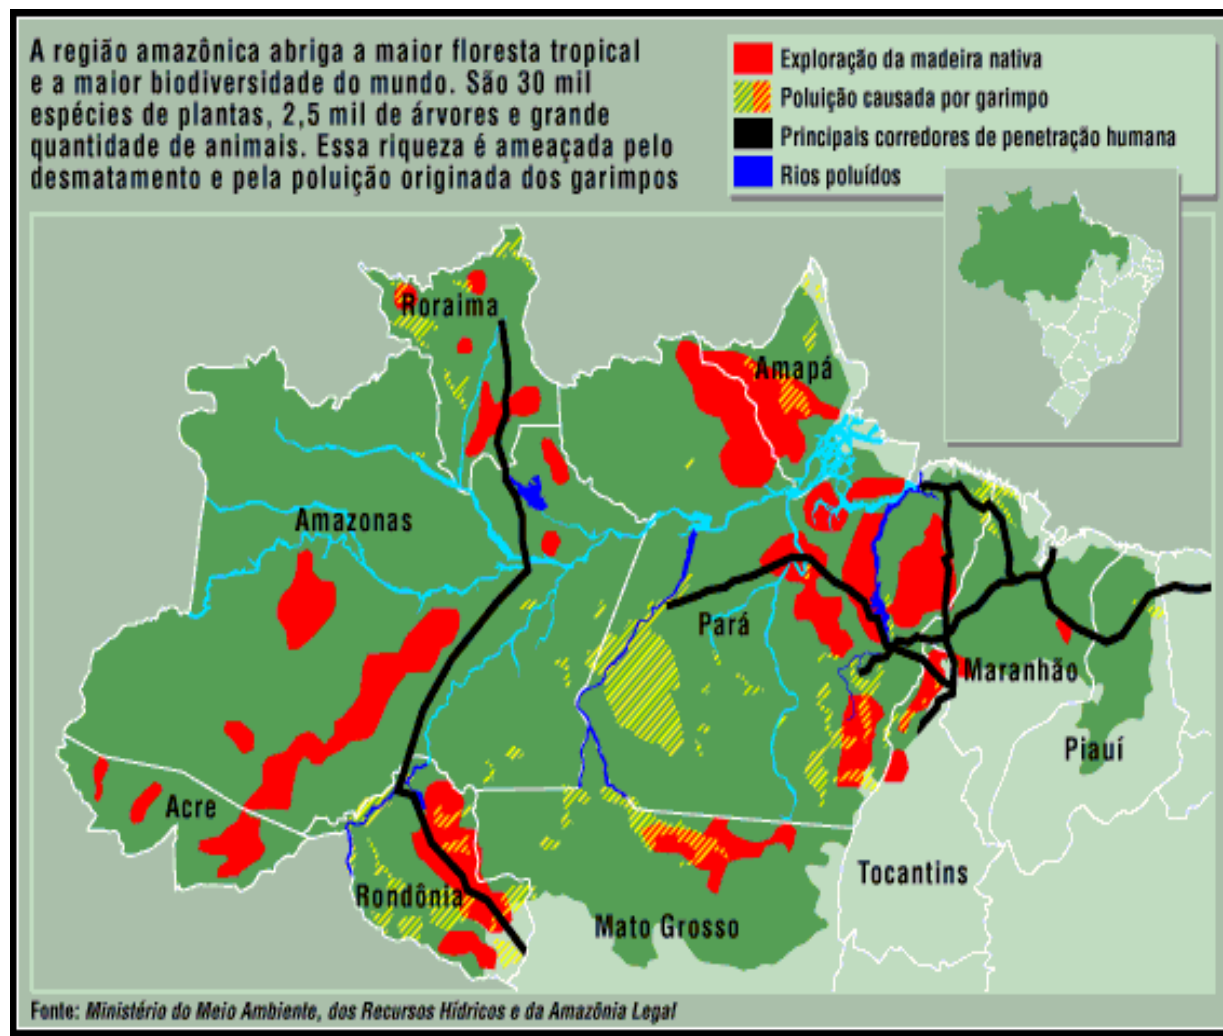 A região amazônica abriga a maior floresta tropical
e a maior biodiversidade do mundo. São 30 mil
espécies de plantas, 2,5 mil de árvores e grande
quantidade de animais. Essa riqueza é ameaçada pelo
desmatamento e pela poluição originada dos garimpos
Exploração da madeira nativa
Poluição causada por garimpo
Principais corredores de penetração humana
Rios poluídos
Roraima
Amapá
Amazonas
Pará
Maranhão
Piauí
Acre
Tocantins
Rondônia
Mato Grosso
Fonte: Ministério do Meio Ambiente, dos Recursos Hídricos e da Amazônia Legal